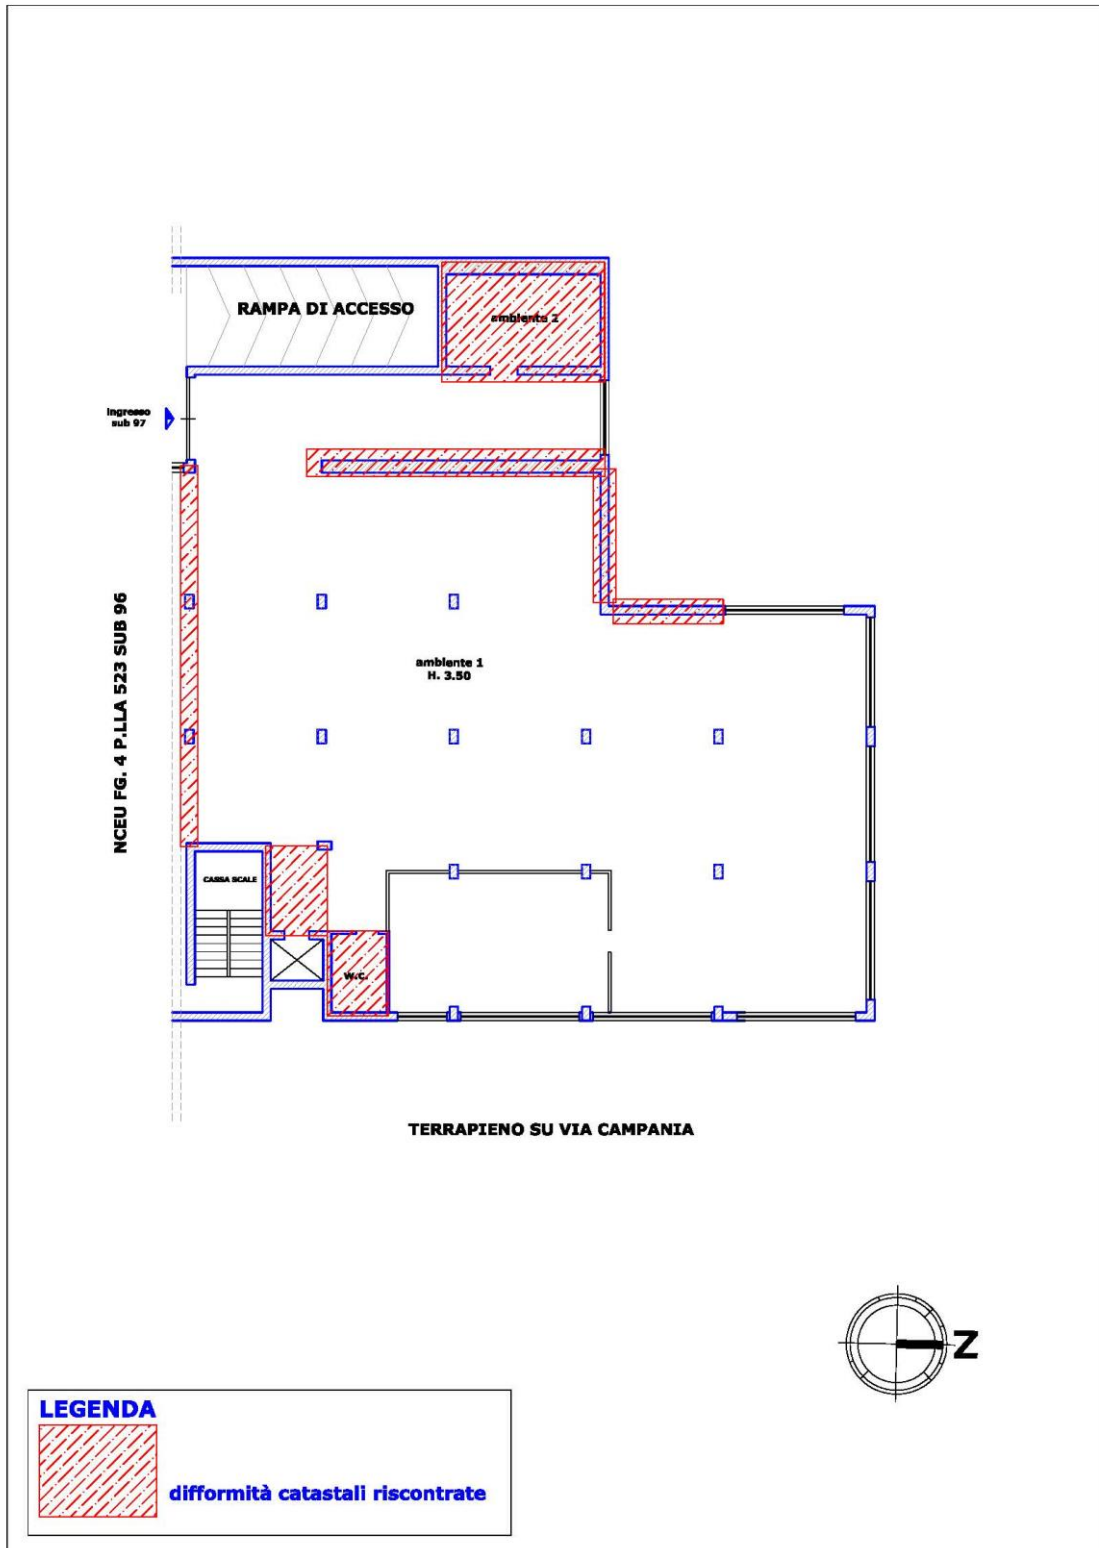 RAMPA DI ACCESSO
ambiente 2
ingresso
sub 97
NCEU FG. 4 P.LLA 523 SUB 96
ambiente 1
H. 3.50
CASSA SCALE
W.C.
TERRAPIENO SU VIA CAMPANIA
N
LEGENDA
difformità catastali riscontrate